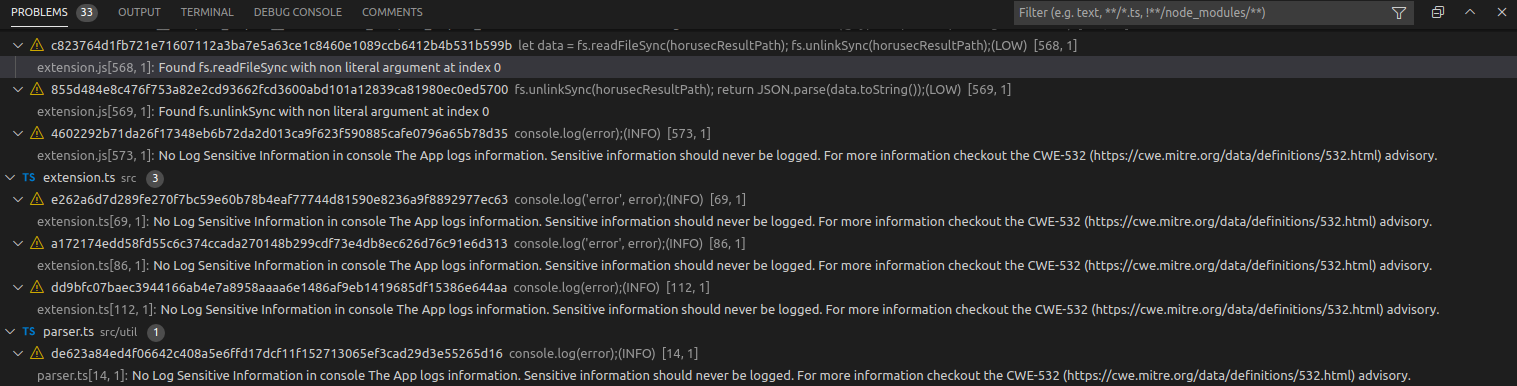 PROBLEMS 33 OUTPUT TERMINAL DEBUG CONSOLE COMMENTS Filter (e.g. text, **/*.ts, !**/node_modules/**)
c823764d1fb721e71607112a3ba7e5a63ce1c8460e1089ccb6412b4b531b599b let data = fs.readFileSync(horusecResultPath); fs.unlinkSync(horusecResultPath);(LOW) [568, 1]
extension.js[568, 1]: Found fs.readFileSync with non literal argument at index 0
855d484e8c476f753a82e2cd93662fcd3600abd101a12839ca81980ec0ed5700 fs.unlinkSync(horusecResultPath); return JSON.parse(data.toString());(LOW) [569, 1]
extension.js[569, 1]: Found fs.unlinkSync with non literal argument at index 0
4602292b71da26f17348eb6b72da2d013ca9f623f590885cafe0796a65b78d35 console.log(error);(INFO) [573, 1]
extension.js[573, 1]: No Log Sensitive Information in console The App logs information. Sensitive information should never be logged. For more information checkout the CWE-532 (https://cwe.mitre.org/data/definitions/532.html) advisory.
TS extension.ts src 3
e262a6d7d289fe270f7bc59e60b78b4eaf77744d81590e8236a9f8892977ec63 console.log('error', error);(INFO) [69, 1]
extension.ts[69, 1]: No Log Sensitive Information in console The App logs information. Sensitive information should never be logged. For more information checkout the CWE-532 (https://cwe.mitre.org/data/definitions/532.html) advisory.
a172174edd58fd55c6c374ccada270148b299cdf73e4db8ec626d76c91e6d313 console.log('error', error);(INFO) [86, 1]
extension.ts[86, 1]: No Log Sensitive Information in console The App logs information. Sensitive information should never be logged. For more information checkout the CWE-532 (https://cwe.mitre.org/data/definitions/532.html) advisory.
dd9bfc07baec3944166ab4e7a8958aaaa6e1486af9eb1419685df15386e644aa console.log(error);(INFO) [112, 1]
extension.ts[112, 1]: No Log Sensitive Information in console The App logs information. Sensitive information should never be logged. For more information checkout the CWE-532 (https://cwe.mitre.org/data/definitions/532.html) advisory.
TS parser.ts src/util 1
de623a84ed4f06642c408a5e6ffd17dcf11f152713065ef3cad29d3e55265d16 console.log(error);(INFO) [14, 1]
parser.ts[14, 1]: No Log Sensitive Information in console The App logs information. Sensitive information should never be logged. For more information checkout the CWE-532 (https://cwe.mitre.org/data/definitions/532.html) advisory.